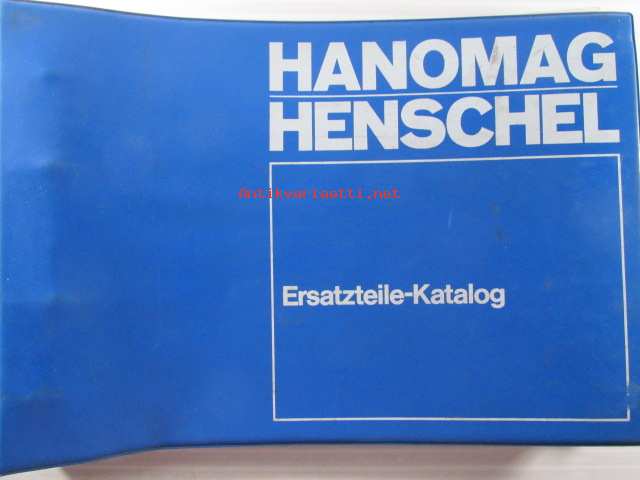 HANOMAG
HENSCHEL
Antikvariaatti.net
Ersatzteile-Katalog